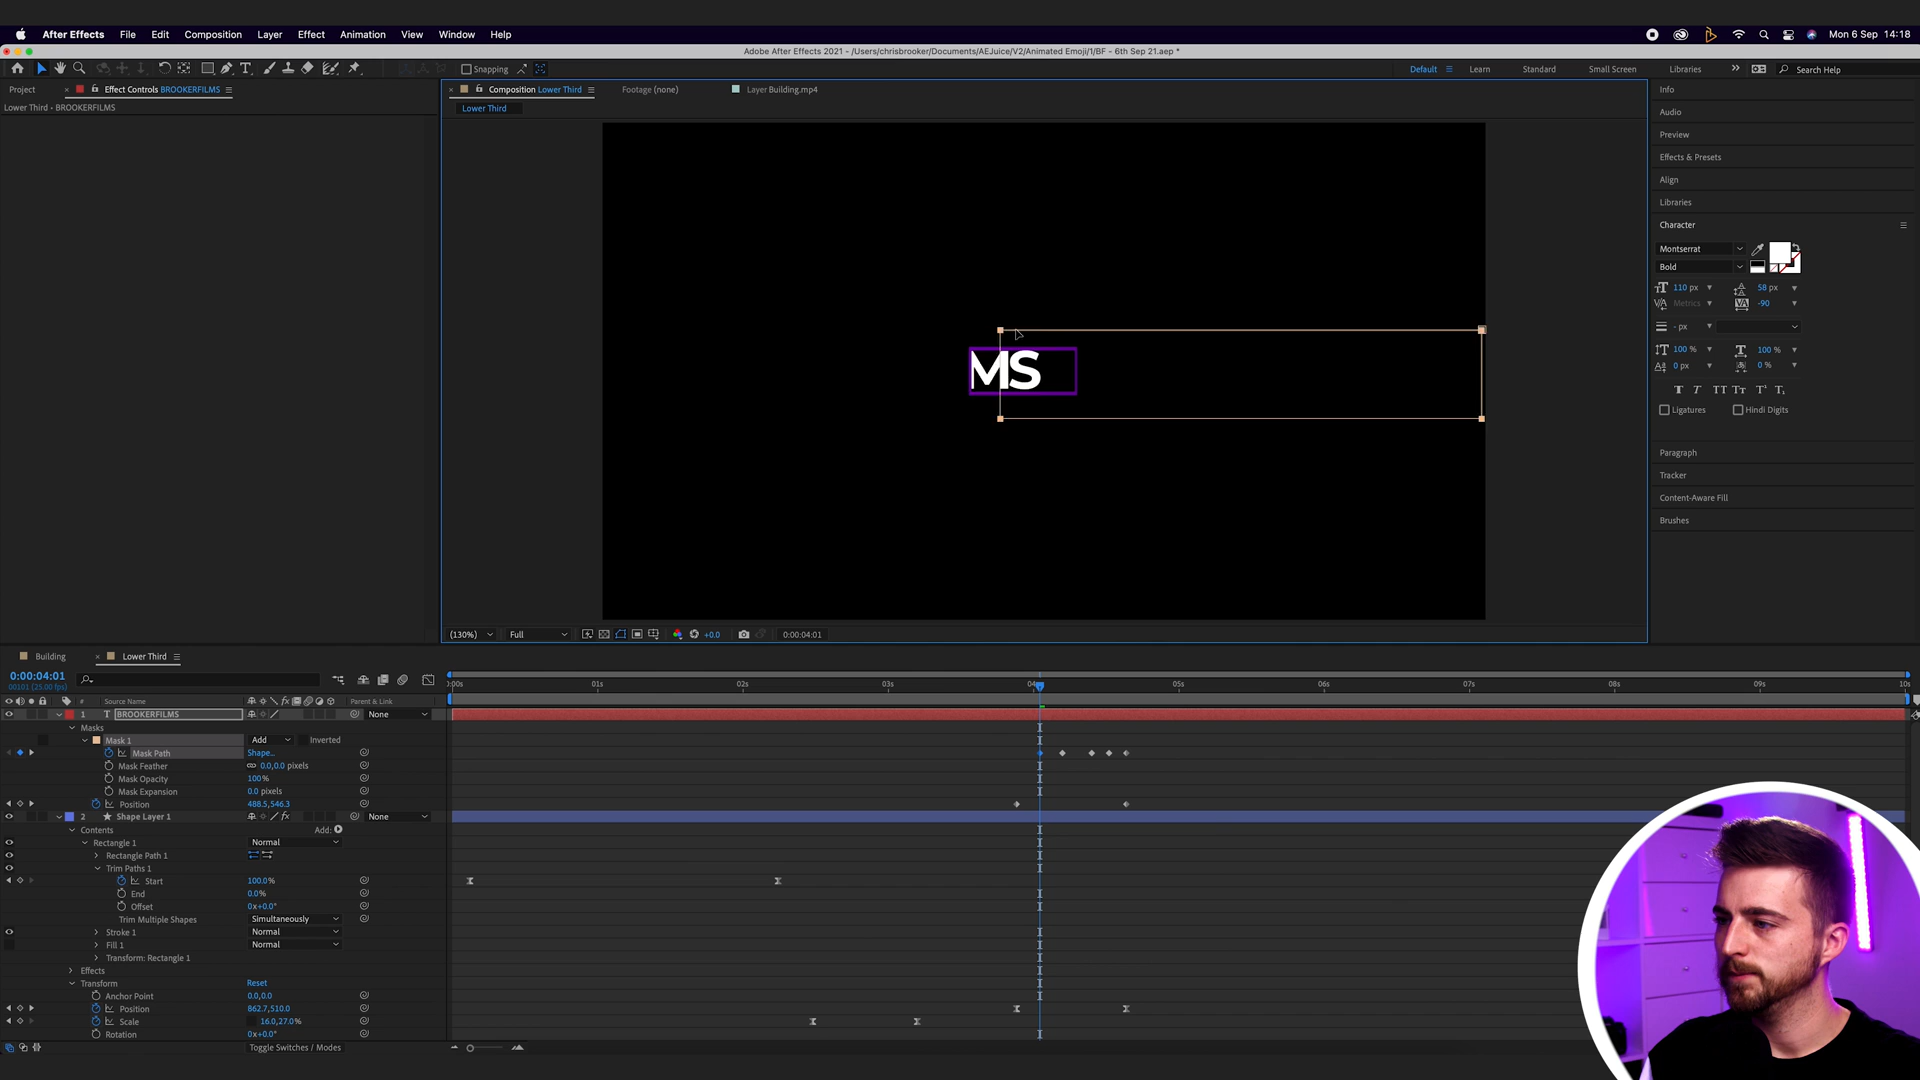 After Effects File Edit Composition Layer Effect Animation View Window Help Mon 6 Sep 14:18
Adobe After Effects 2021 - /Users/chrisbrooker/Documents/AEJuice/V2/Animated Emoji/1/BF - 6th Sep 21.aep *
Snapping Default Learn Standard Small Screen Libraries Search Help
Project Effect Controls BROOKERFILMS Composition Lower Third Footage (none) Layer Building.mp4 Info
Lower Third - BROOKERFILMS Lower Third
Audio
Preview
Effects & Presets
Align
Libraries
Character
Montserrat
Bold
110 px 58 px
Metrics -90
- px
100 % 100 %
0 px 0 %
Ligatures Hindi Digits
Paragraph
Tracker
Content-Aware Fill
Brushes
MS
(130%) Full +0.0 0:00:04:01
Building Lower Third
0:00:04:01
00101 (25.00 fps)
:00s 01s 02s 03s 04 05s 06s 07s 08s 09s 10s
# Source Name Parent & Link
1 T BROOKERFILMS None
Masks
Mask 1 Add Inverted
Mask Path Shape...
Mask Feather 0.0,0.0 pixels
Mask Opacity 100%
Mask Expansion 0.0 pixels
Position 488.5,546.3
2 Shape Layer 1 None
Contents Add:
Rectangle 1 Normal
Rectangle Path 1
Trim Paths 1
Start 100.0%
End 0.0%
Offset 0x+0.0°
Trim Multiple Shapes Simultaneously
Stroke 1 Normal
Fill 1 Normal
Transform: Rectangle 1
Effects
Transform Reset
Anchor Point 0.0,0.0
Position 862.7,510.0
Scale 16.0,27.0%
Rotation 0x+0.0°
Toggle Switches / Modes